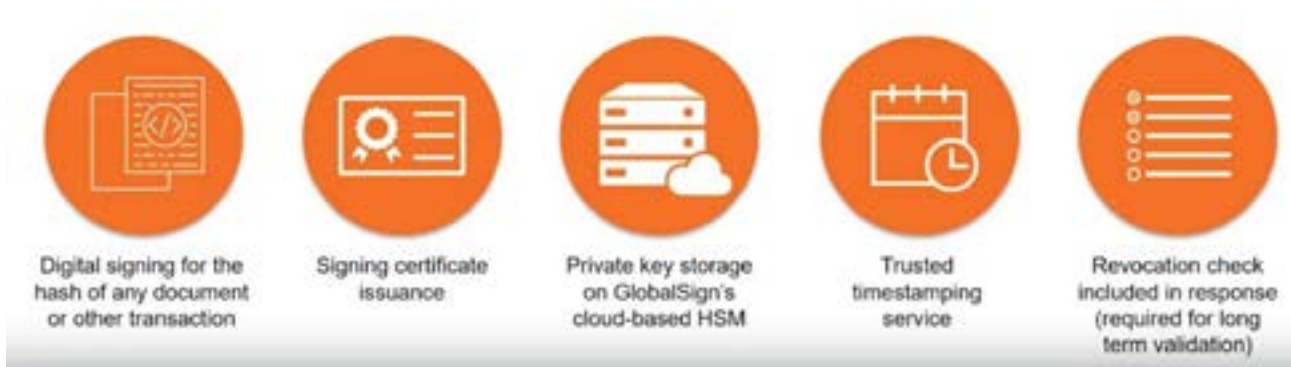 Digital signing for the
hash of any document
or other transaction
Signing certificate
issuance
Private key storage
on GlobalSign's
cloud-based HSM
Trusted
timestamping
service
Revocation check
included in response
(required for long
term validation)